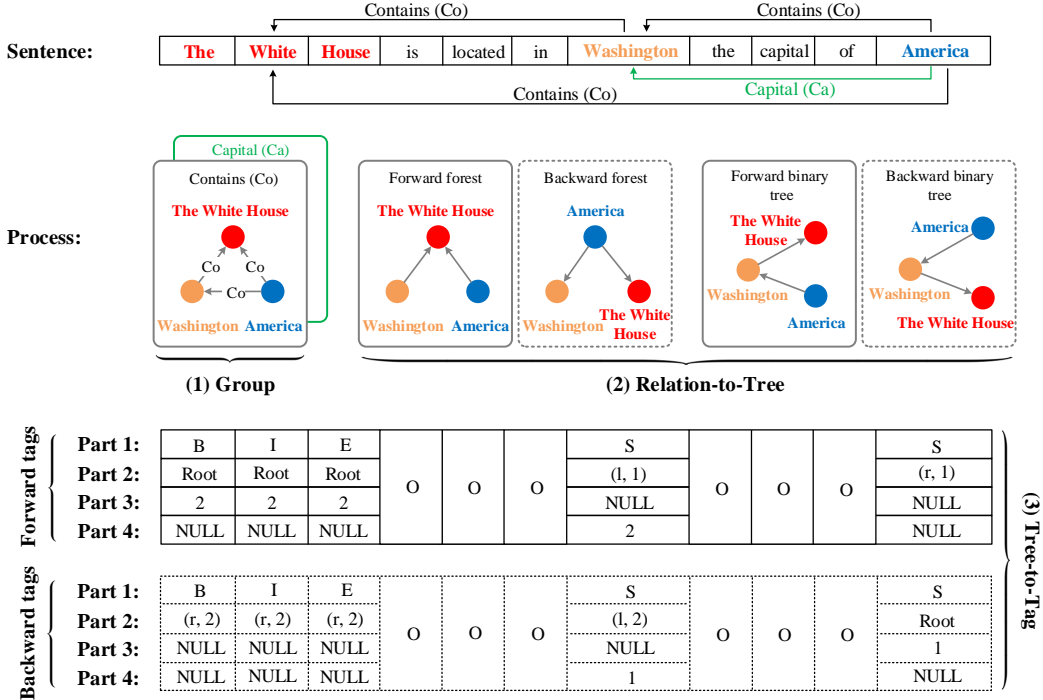 Contains (Co) Contains (Co)
Sentence: The White House is located in Washington the capital of America
Capital (Ca)
Contains (Co)
Capital (Ca)
Contains (Co) Forward forest Backward forest Forward binary tree Backward binary tree
Process:
The White House
Co Co
Co
Washington America
The White House
Washington America
America
Washington The White House
The White House
Washington
America
America
Washington
The White House
(1) Group (2) Relation-to-Tree
Forward tags
Part 1: B I E O O O S O O O S
Part 2: Root Root Root (l, 1) (r, 1)
Part 3: 2 2 2 NULL NULL
Part 4: NULL NULL NULL 2 NULL
Backward tags
Part 1: B I E O O O S O O O S
Part 2: (r, 2) (r, 2) (r, 2) (l, 2) Root
Part 3: NULL NULL NULL NULL 1
Part 4: NULL NULL NULL 1 NULL
(3) Tree-to-Tag